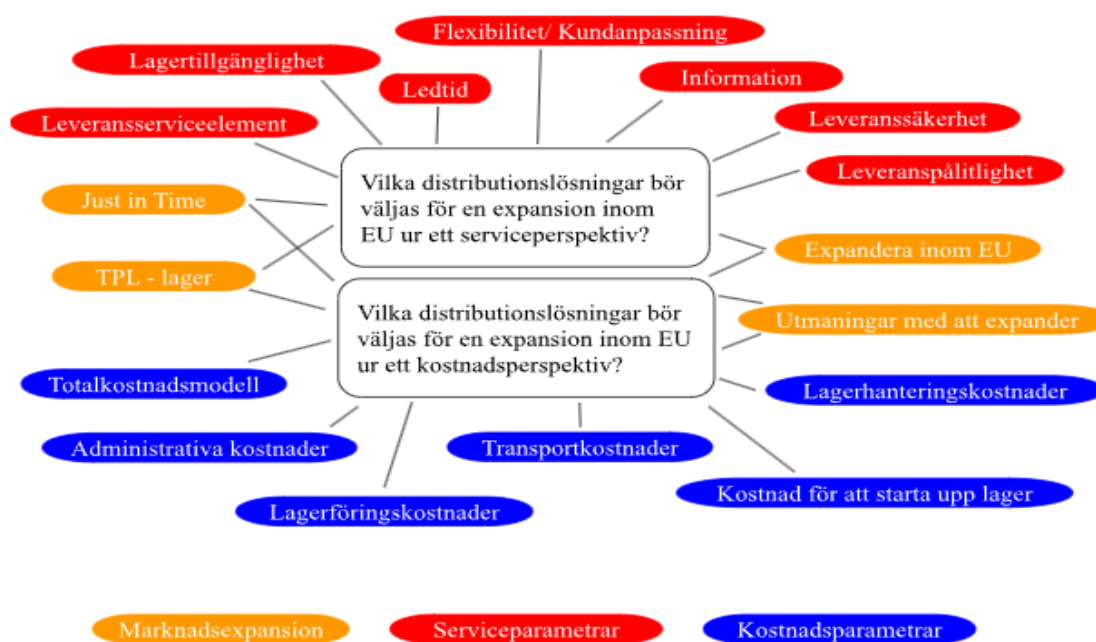 Flexibilitet/ Kundanpassning
Lagertillgänglighet
Ledtid
Information
Leveransserviceelement
Leveranssäkerhet
Leveranspålitlighet
Vilka distributionslösningar bör
väljas för en expansion inom
EU ur ett serviceperspektiv?
Just in Time
TPL - lager
Expandera inom EU
Utmaningar med att expander
Vilka distributionslösningar bör
väljas för en expansion inom EU
ur ett kostnadsperspektiv?
Totalkostnadsmodell
Lagerhanteringskostnader
Administrativa kostnader
Transportkostnader
Lagerföringskostnader
Kostnad för att starta upp lager
Marknadsexpansion
Serviceparametrar
Kostnadsparametrar